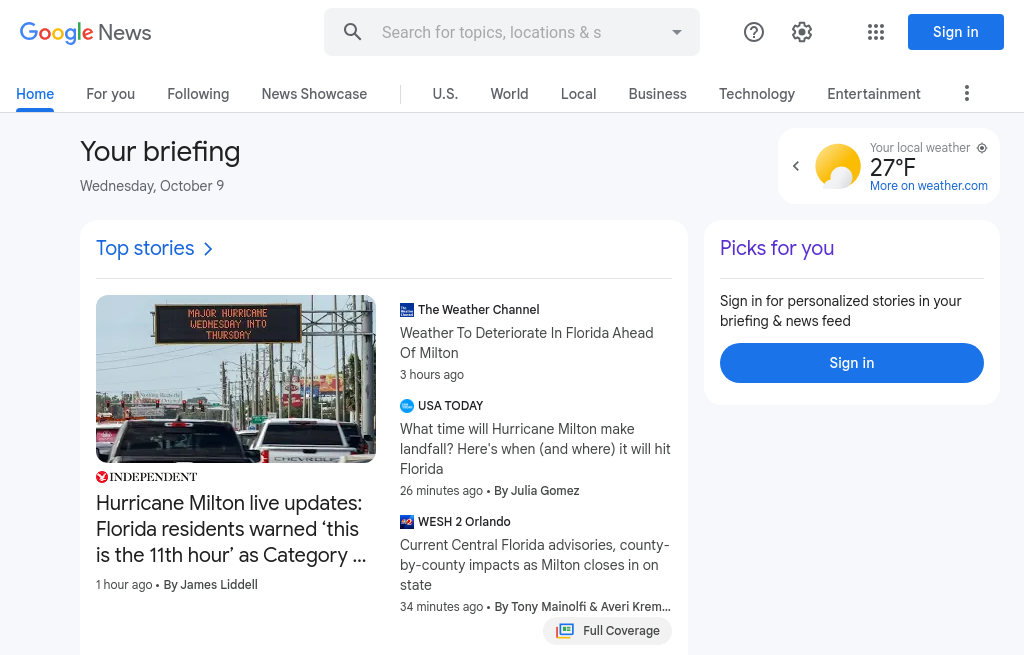 Google News
Search for topics, locations & s
Sign in
Home
For you
Following
News Showcase
U.S.
World
Local
Business
Technology
Entertainment
Your briefing
Wednesday, October 9
Your local weather
27°F
More on weather.com
Top stories
MAJOR HURRICANE
WEDNESDAY INTO
THURSDAY
CHEVROLET
INDEPENDENT
Hurricane Milton live updates:
Florida residents warned ‘this
is the 11th hour’ as Category ...
1 hour ago • By James Liddell
The Weather Channel
Weather To Deteriorate In Florida Ahead
Of Milton
3 hours ago
USA TODAY
What time will Hurricane Milton make
landfall? Here's when (and where) it will hit
Florida
26 minutes ago • By Julia Gomez
WESH 2 Orlando
Current Central Florida advisories, county-
by-county impacts as Milton closes in on
state
34 minutes ago • By Tony Mainolfi & Averi Krem...
Full Coverage
Picks for you
Sign in for personalized stories in your
briefing & news feed
Sign in